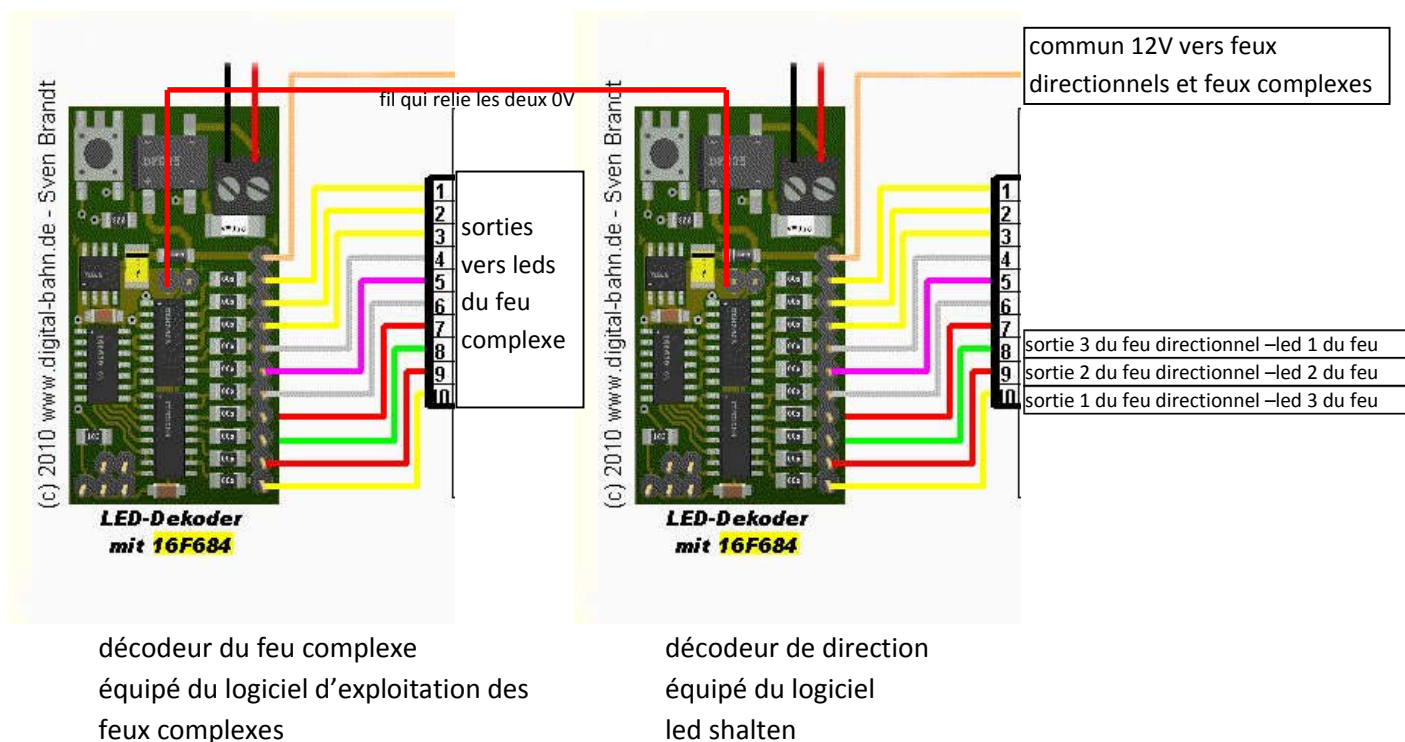 commun 12V vers feux
directionnels et feux complexes
fil qui relie les deux 0V
(c) 2010 www.digital-bahn.de - Sven Brandt
1
2
3
4
5
6
7
8
9
10
sorties
vers leds
du feu
complexe
LED-Dekoder
mit 16F684
(c) 2010 www.digital-bahn.de - Sven Brandt
1
2
3
4
5
6
7
8
9
10
sortie 3 du feu directionnel –led 1 du feu
sortie 2 du feu directionnel –led 2 du feu
sortie 1 du feu directionnel –led 3 du feu
LED-Dekoder
mit 16F684
décodeur du feu complexe
équipé du logiciel d’exploitation des
feux complexes
décodeur de direction
équipé du logiciel
led shalten